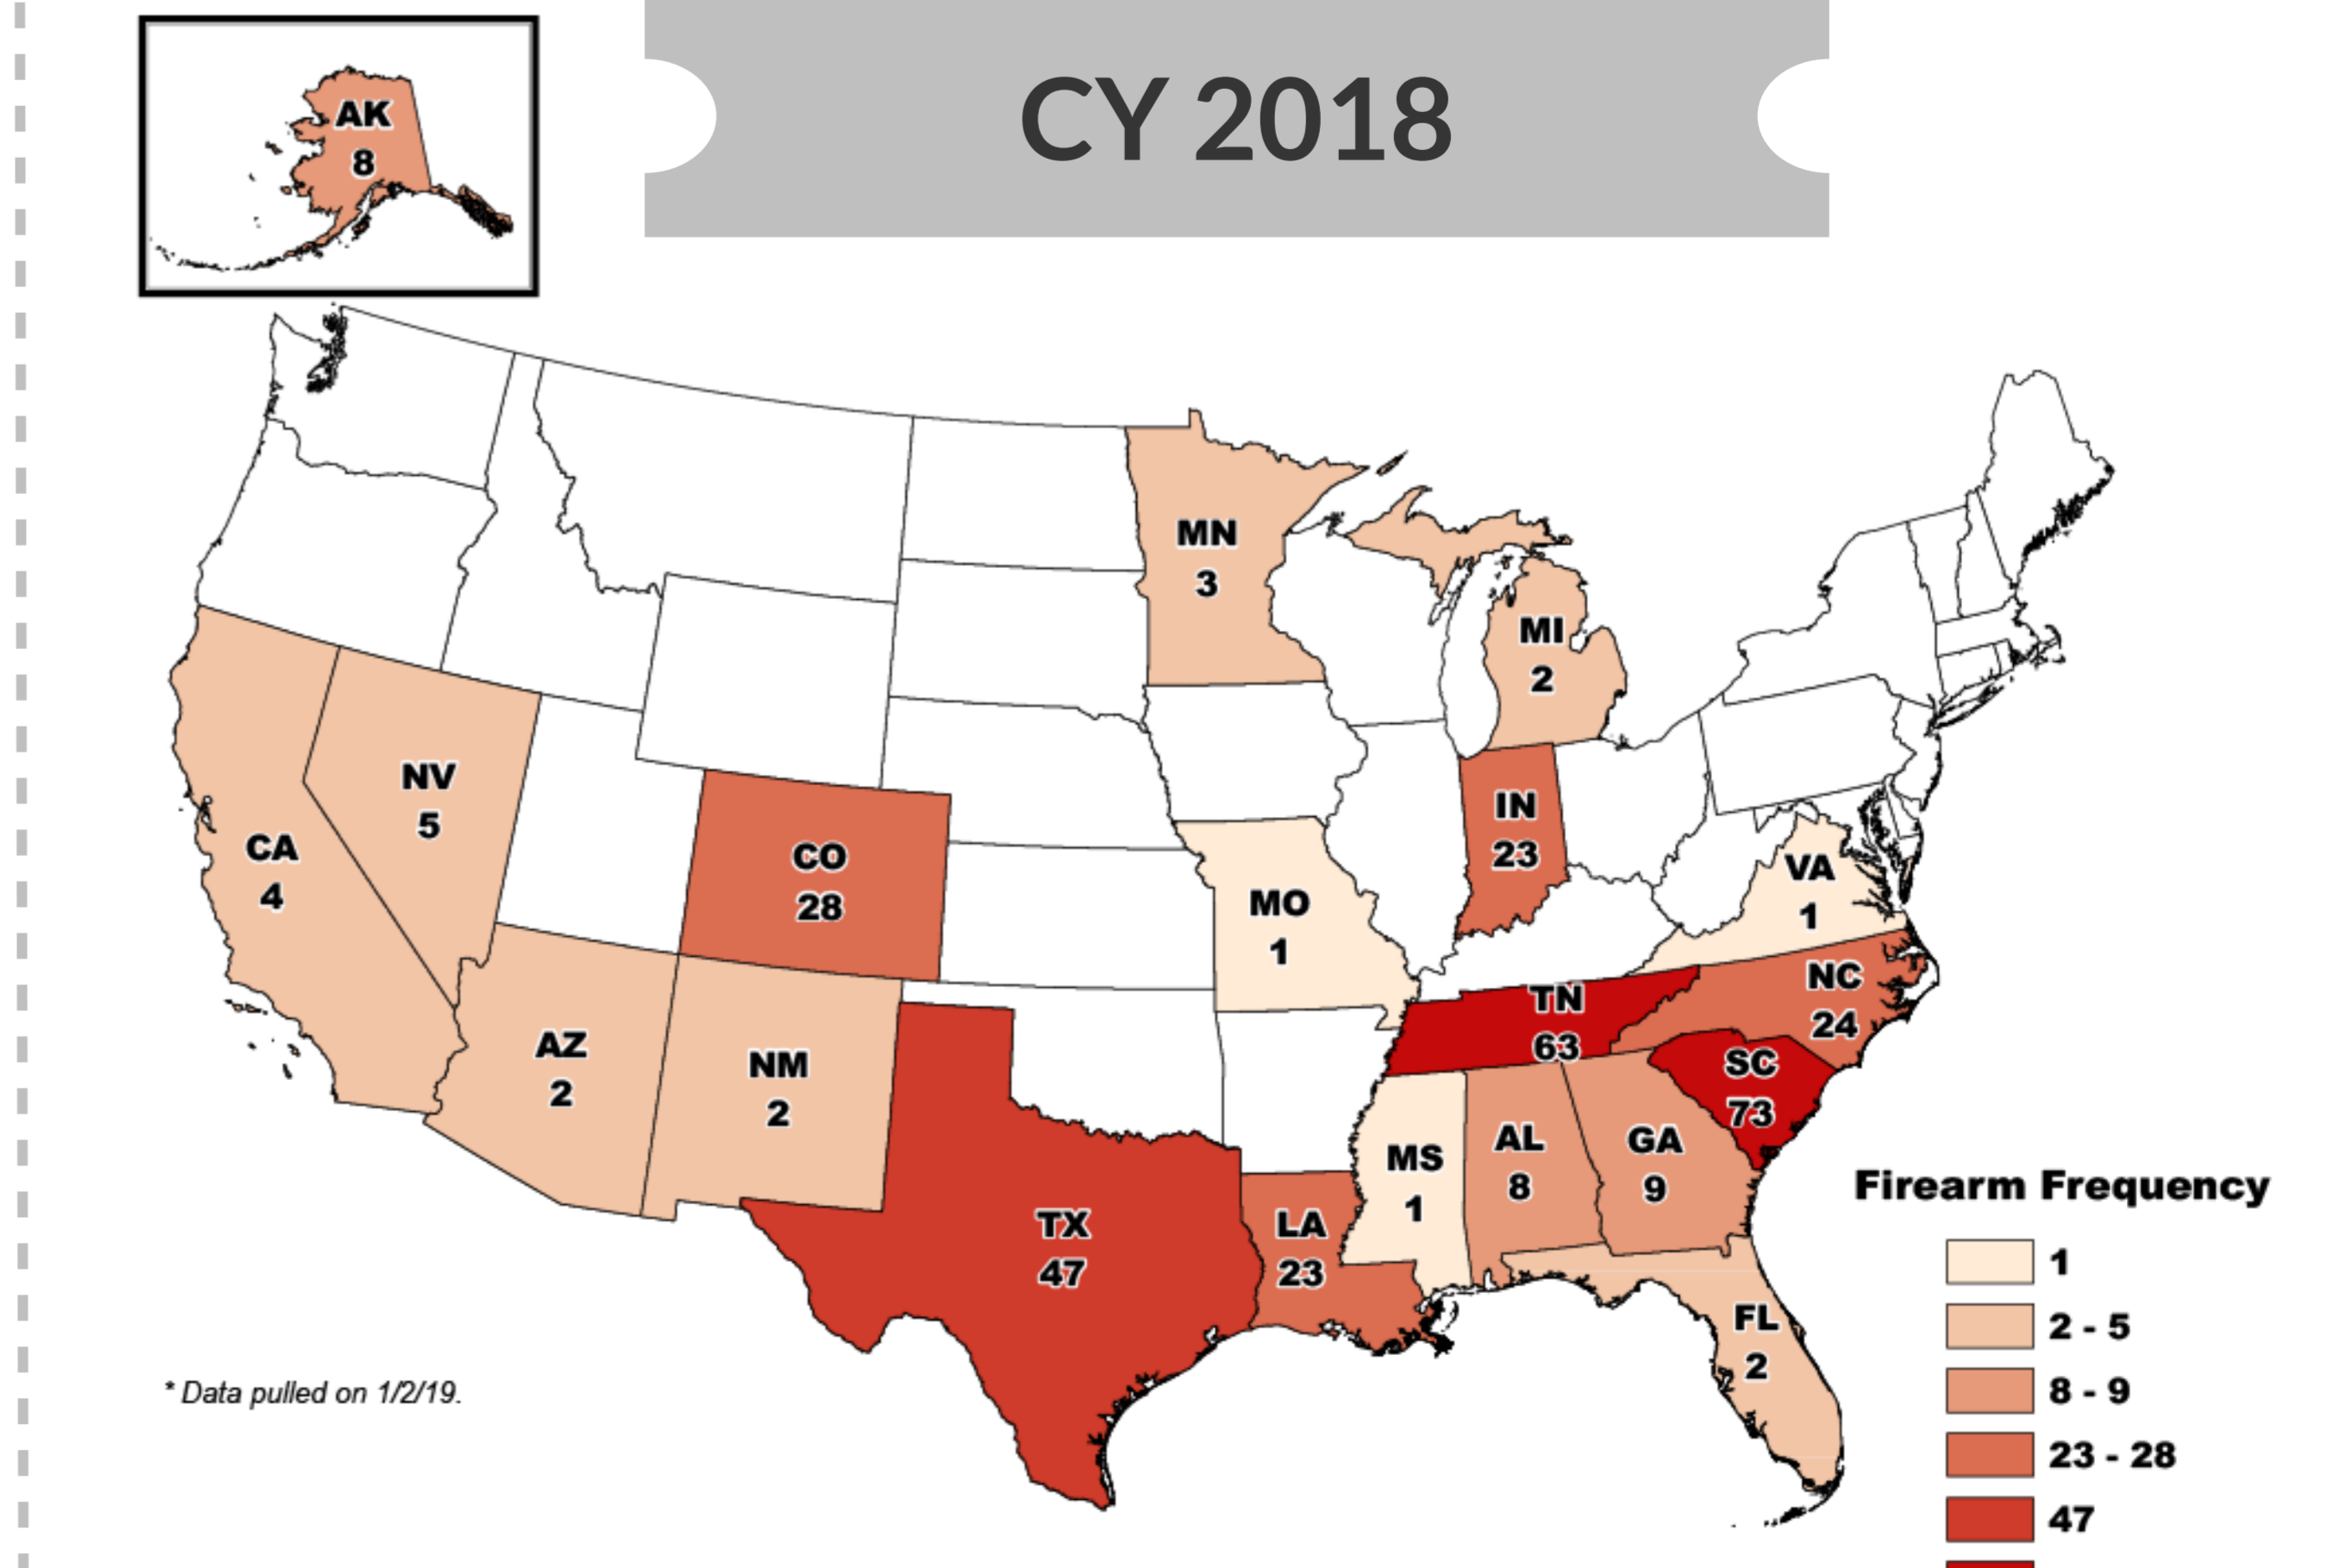 CY 2018
AK
8
MN
3
MI
2
NV
5
IN
23
CA
4
CO
28
VA
1
MO
1
NC
24
TN
63
AZ
2
NM
2
SC
73
AL
8
GA
9
MS
1
TX
47
LA
23
FL
2
Firearm Frequency
1
2 - 5
8 - 9
23 - 28
47
* Data pulled on 1/2/19.